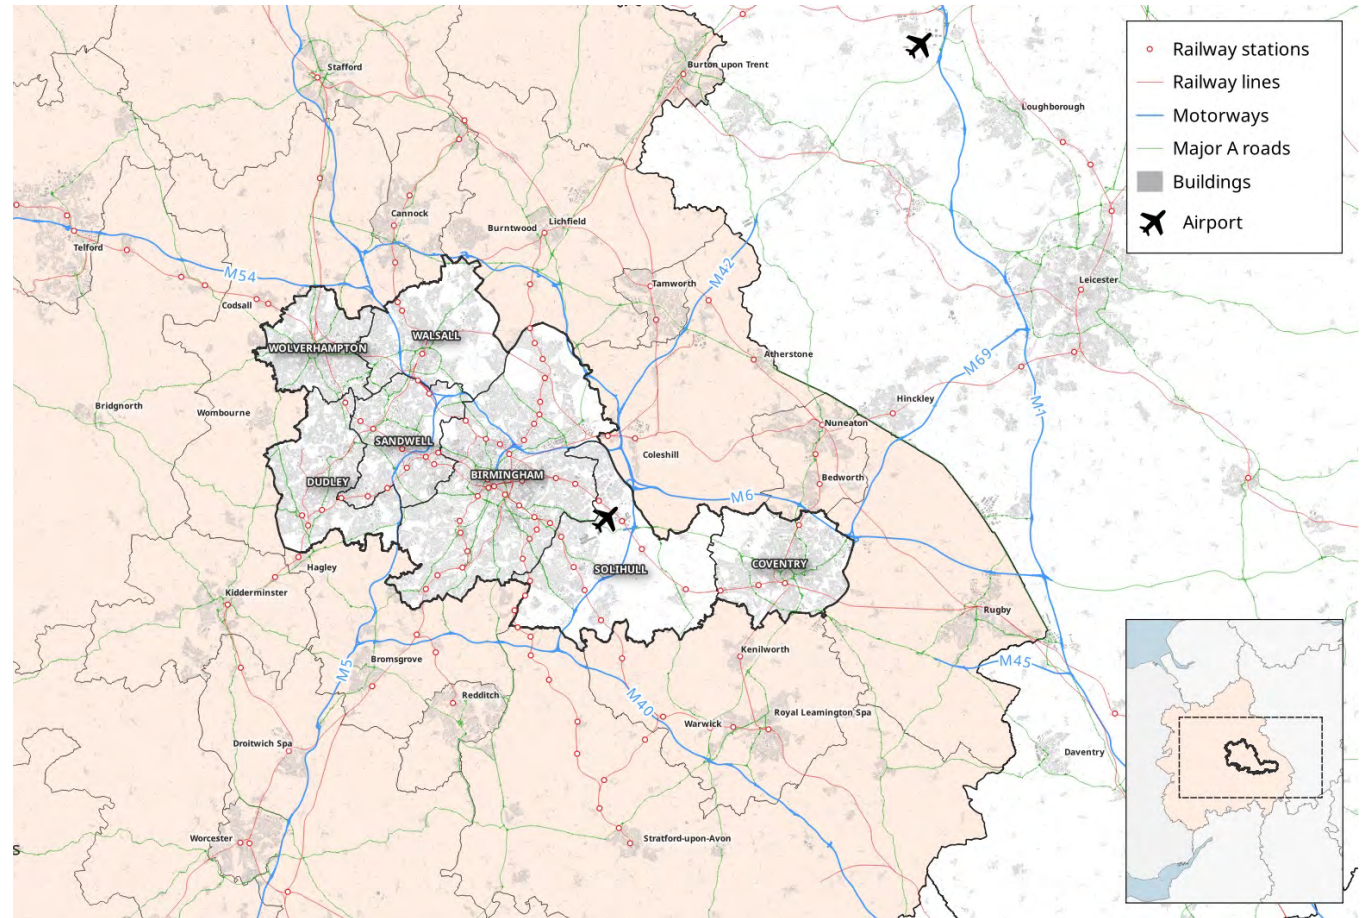 Stafford
Burton upon Trent
Loughborough
Railway stations
Railway lines
Motorways
Major A roads
Buildings
Airport
Cannock
Lichfield
Burntwood
Telford
M54
M42
Tamworth
Leicester
Codsall
WALSALL
WOLVERHAMPTON
Atherstone
M69
Bridgnorth
Wombourne
Hinckley
M1
Nuneaton
SANDWELL
Coleshill
DUDLEY
BIRMINGHAM
Bedworth
M6
Hagley
SOLIHULL
COVENTRY
Kidderminster
Rugby
Bromsgrove
M5
Kenilworth
M45
Redditch
M40
Warwick
Royal Leamington Spa
Droitwich Spa
Daventry
Worcester
Stratford-upon-Avon
s